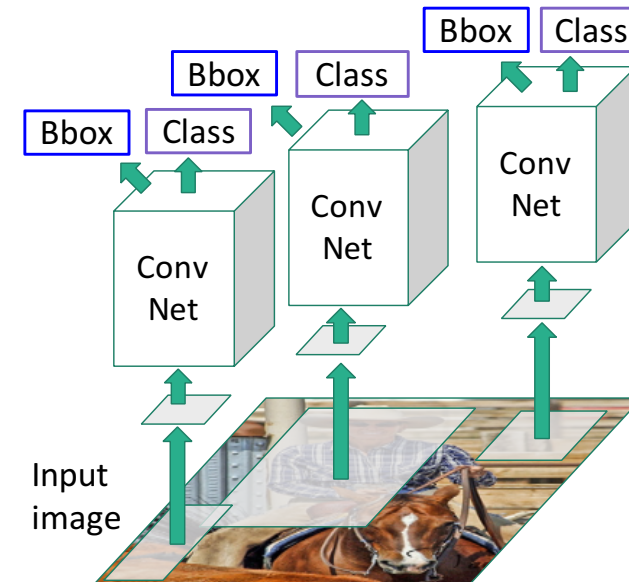 Bbox
Class
Bbox
Class
Bbox
Class
Conv
Net
Conv
Net
Conv
Net
Input
image